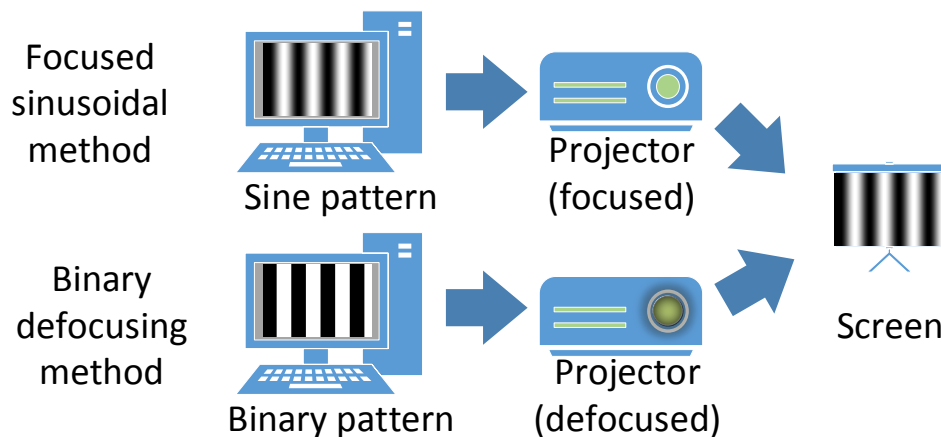 Focused
sinusoidal
method
Sine pattern
Projector
(focused)
Binary
defocusing
method
Binary pattern
Projector
(defocused)
Screen